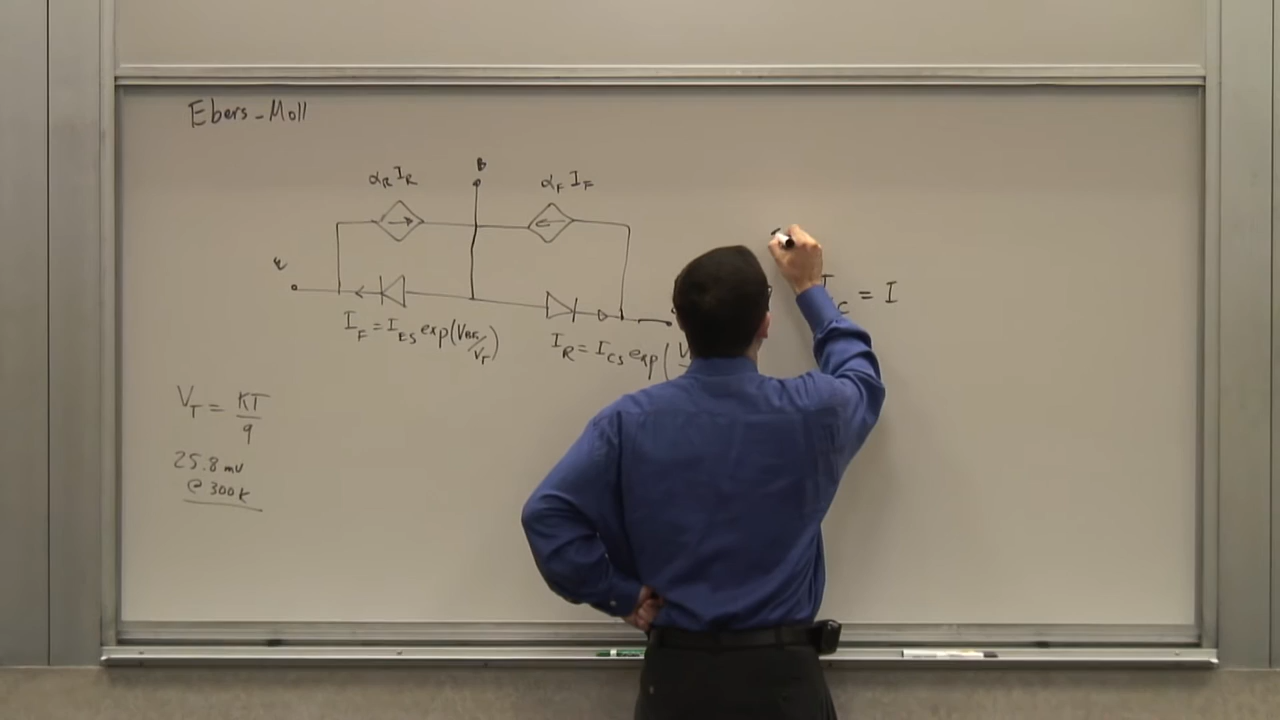 Ebers-Moll
B
αR IR
αF IF
E
IF = IES exp(VBE/VT)
IR = ICS exp(
C = I
VT = KT/q
25.8 mV
@ 300K